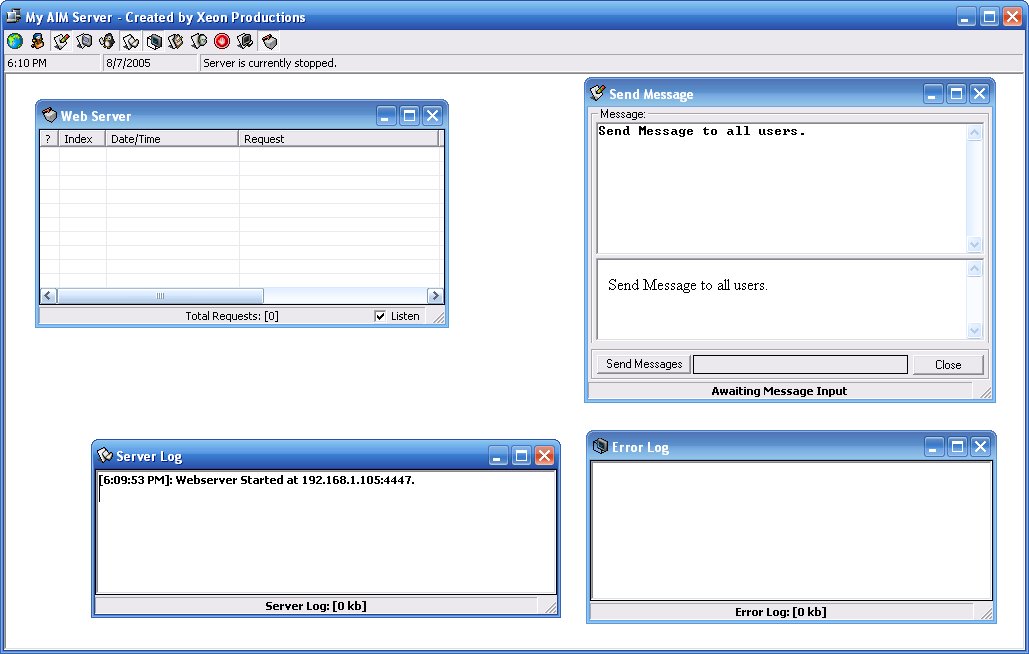 My AIM Server - Created by Xeon Productions
6:10 PM
8/7/2005
Server is currently stopped.
Web Server
? Index Date/Time Request
Total Requests: [0]
Listen
Send Message
Message:
Send Message to all users.
Send Message to all users.
Send Messages
Close
Awaiting Message Input
Server Log
[6:09:53 PM]: Webserver Started at 192.168.1.105:4447.
Server Log: [0 kb]
Error Log
Error Log: [0 kb]